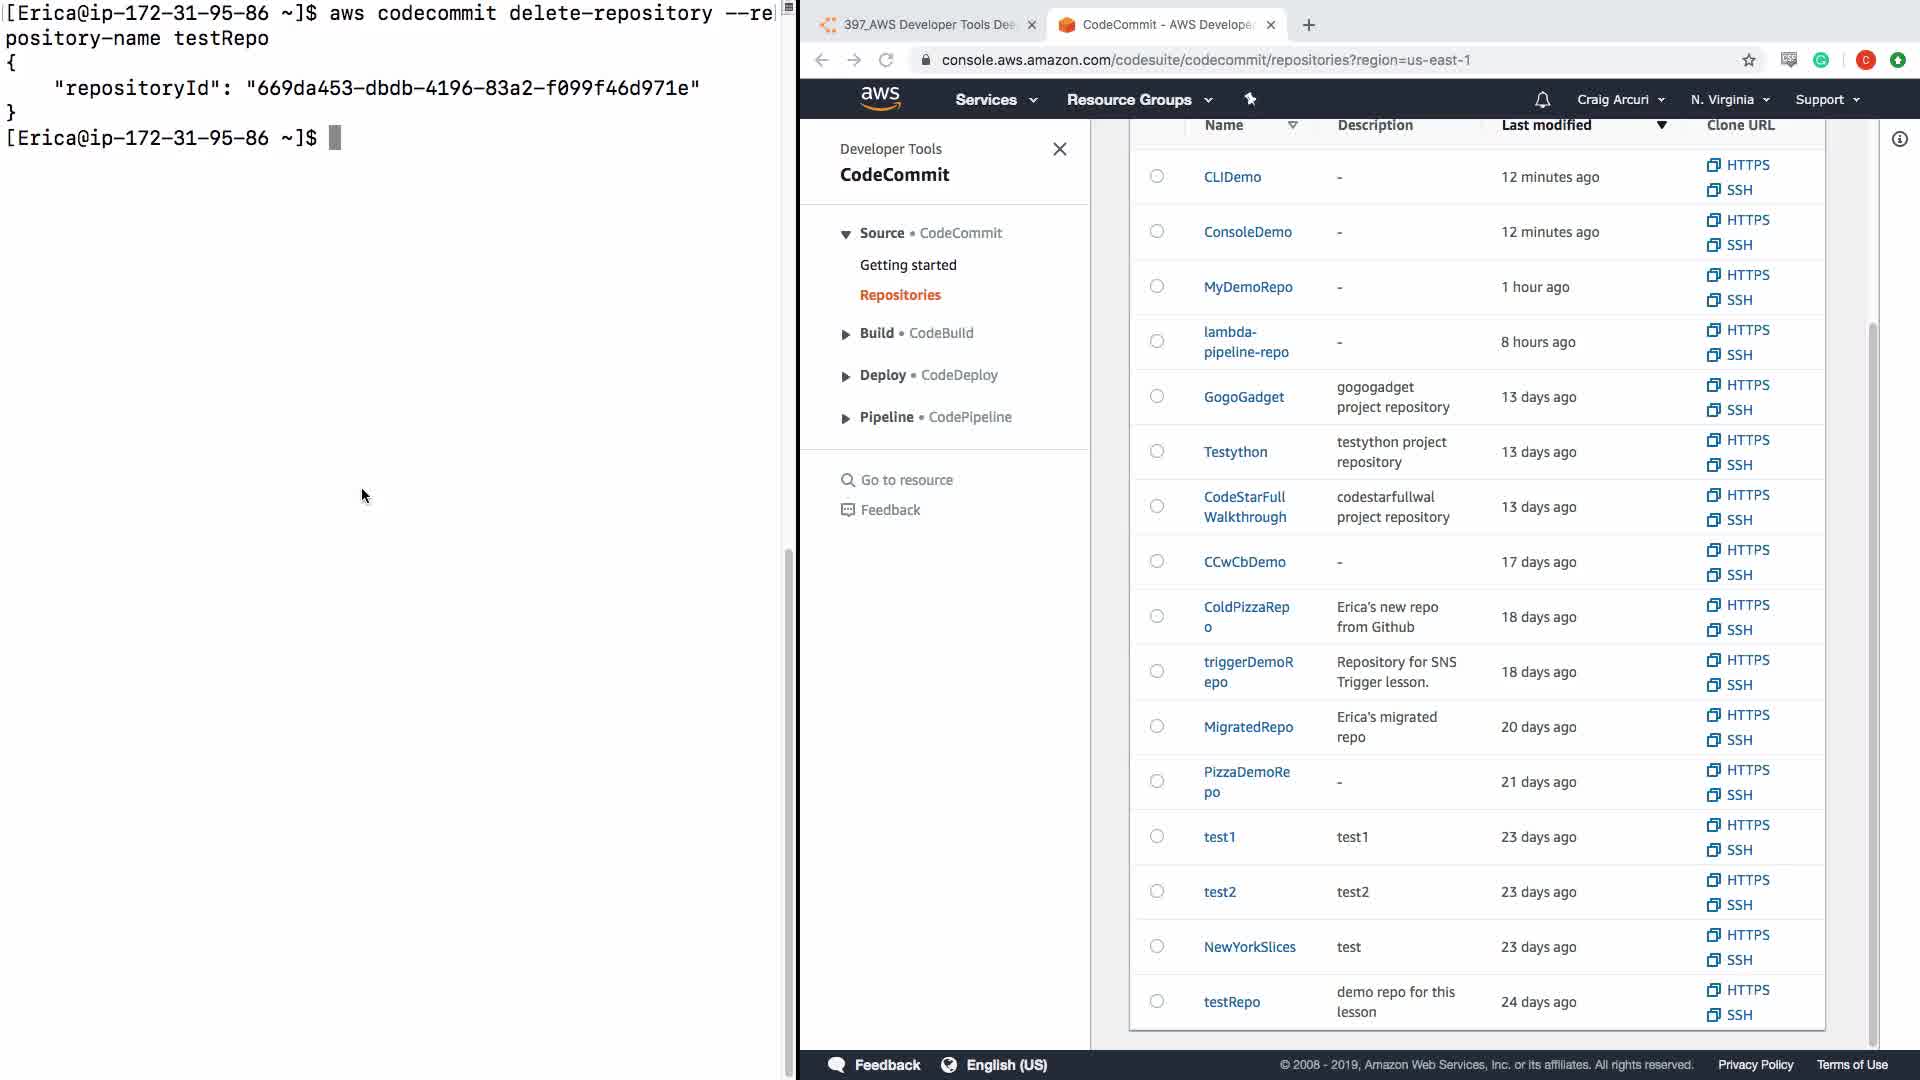 [Erica@ip-172-31-95-86 ~]$ aws codecommit delete-repository --re
pository-name testRepo
{
    "repositoryId": "669da453-dbdb-4196-83a2-f099f46d971e"
}
[Erica@ip-172-31-95-86 ~]$
397_AWS Developer Tools Dee
CodeCommit - AWS Develope
console.aws.amazon.com/codesuite/codecommit/repositories?region=us-east-1
C
aws
Services
Resource Groups
Craig Arcuri
N. Virginia
Support
Developer Tools
CodeCommit
Source • CodeCommit
Getting started
Repositories
Build • CodeBuild
Deploy • CodeDeploy
Pipeline • CodePipeline
Go to resource
Feedback
Name Description Last modified Clone URL
CLIDemo - 12 minutes ago HTTPS
SSH
ConsoleDemo - 12 minutes ago HTTPS
SSH
MyDemoRepo - 1 hour ago HTTPS
SSH
lambda-
pipeline-repo - 8 hours ago HTTPS
SSH
GogoGadget gogogadget
project repository 13 days ago HTTPS
SSH
Testython testython project
repository 13 days ago HTTPS
SSH
CodeStarFull
Walkthrough codestarfullwal
project repository 13 days ago HTTPS
SSH
CCwCbDemo - 17 days ago HTTPS
SSH
ColdPizzaRep
o Erica's new repo
from Github 18 days ago HTTPS
SSH
triggerDemoR
epo Repository for SNS
Trigger lesson. 18 days ago HTTPS
SSH
MigratedRepo Erica's migrated
repo 20 days ago HTTPS
SSH
PizzaDemoRe
po - 21 days ago HTTPS
SSH
test1 test1 23 days ago HTTPS
SSH
test2 test2 23 days ago HTTPS
SSH
NewYorkSlices test 23 days ago HTTPS
SSH
testRepo demo repo for this
lesson 24 days ago HTTPS
SSH
Feedback
English (US)
© 2008 - 2019, Amazon Web Services, Inc. or its affiliates. All rights reserved.
Privacy Policy
Terms of Use